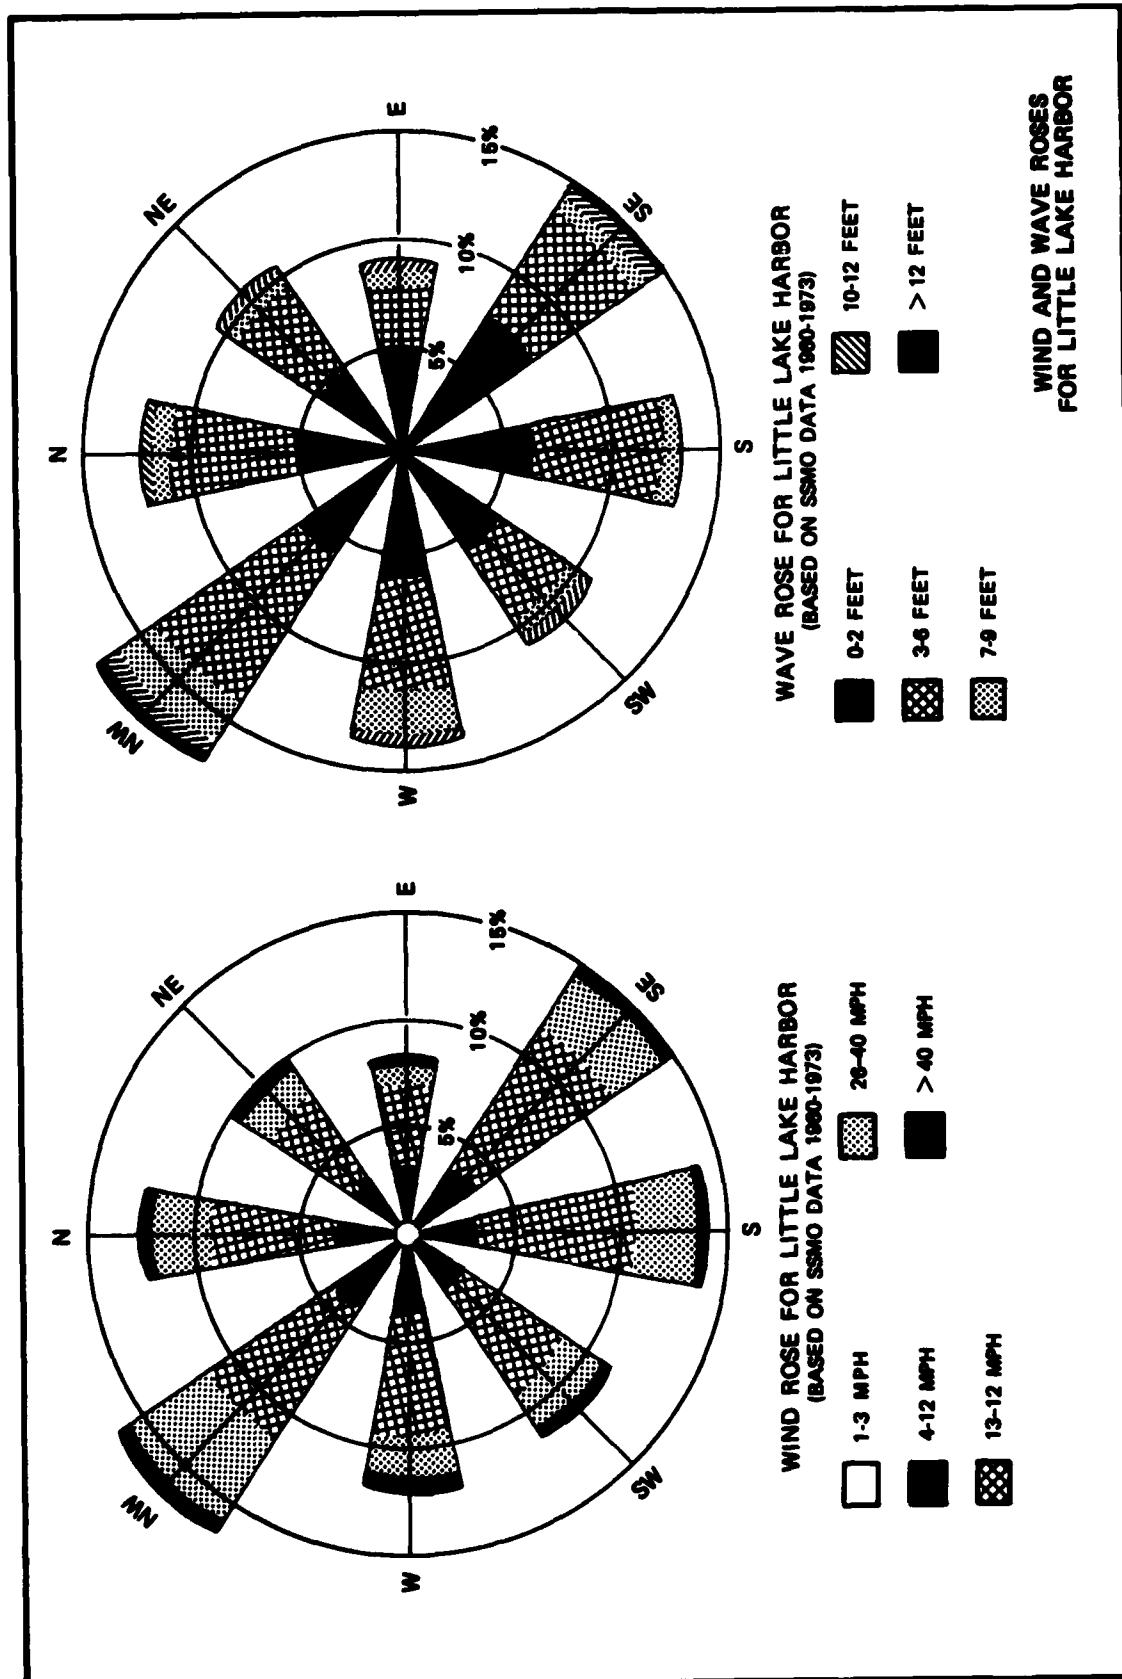 N
NE
E
15%
10%
5%
SE
S
SW
W
NW
WIND ROSE FOR LITTLE LAKE HARBOR
(BASED ON SSMO DATA 1960-1973)
1-3 MPH
4-12 MPH
13-12 MPH
26-40 MPH
> 40 MPH
N
NE
E
15%
10%
5%
SE
S
SW
W
NW
WAVE ROSE FOR LITTLE LAKE HARBOR
(BASED ON SSMO DATA 1960-1973)
0-2 FEET
3-6 FEET
7-9 FEET
10-12 FEET
> 12 FEET
WIND AND WAVE ROSES
FOR LITTLE LAKE HARBOR